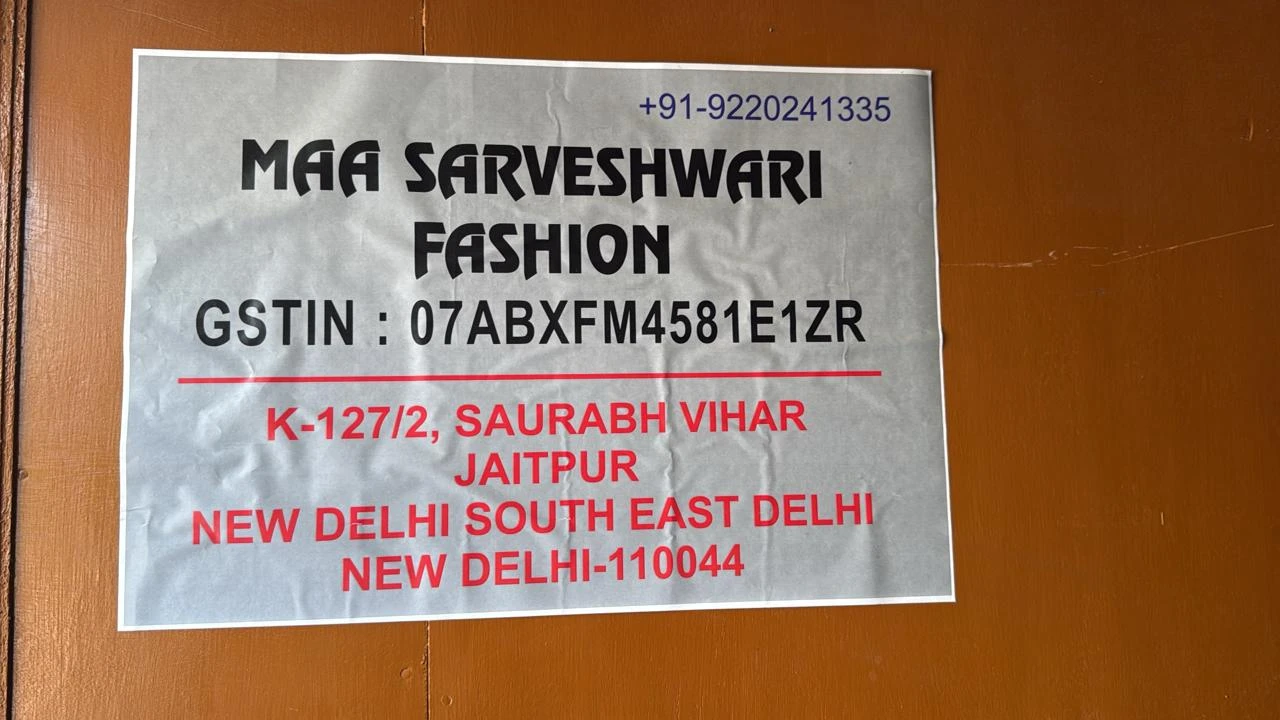 +91-9220241335
MAA SARVESHWARI
FASHION
GSTIN : 07ABXFM4581E1ZR
K-127/2, SAURABH VIHAR
JAITPUR
NEW DELHI SOUTH EAST DELHI
NEW DELHI-110044